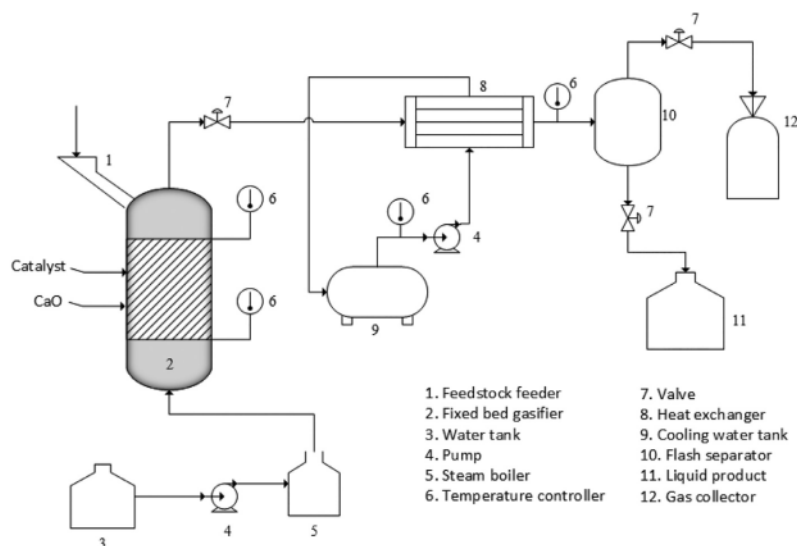 7
8
6
7
10
12
1
6
6
4
7
Catalyst
CaO
6
9
11
2
3
4
5
1. Feedstock feeder
2. Fixed bed gasifier
3. Water tank
4. Pump
5. Steam boiler
6. Temperature controller
7. Valve
8. Heat exchanger
9. Cooling water tank
10. Flash separator
11. Liquid product
12. Gas collector